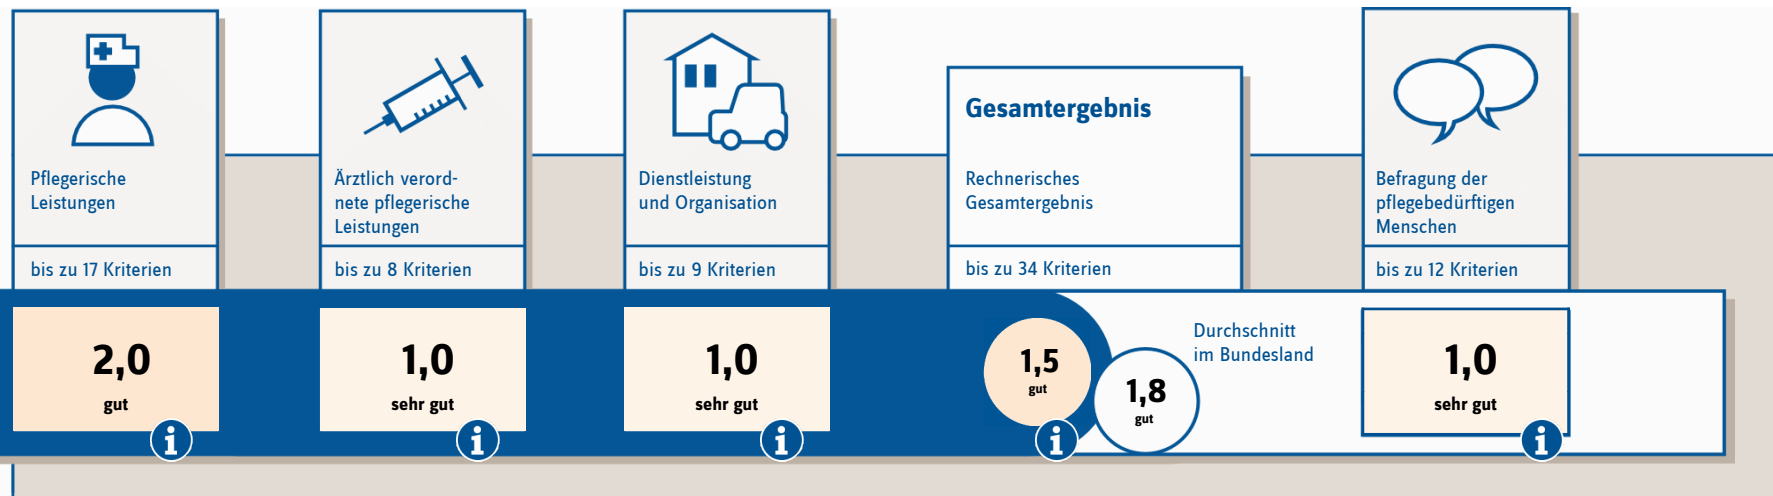 Pflegerische
Leistungen
bis zu 17 Kriterien
2,0
gut
i
Ärztlich verord-
nete pflegerische
Leistungen
bis zu 8 Kriterien
1,0
sehr gut
i
Dienstleistung
und Organisation
bis zu 9 Kriterien
1,0
sehr gut
i
Gesamtergebnis
Rechnerisches
Gesamtergebnis
bis zu 34 Kriterien
1,5
gut
i
1,8
gut
Durchschnitt
im Bundesland
Befragung der
pflegebedürftigen
Menschen
bis zu 12 Kriterien
1,0
sehr gut
i